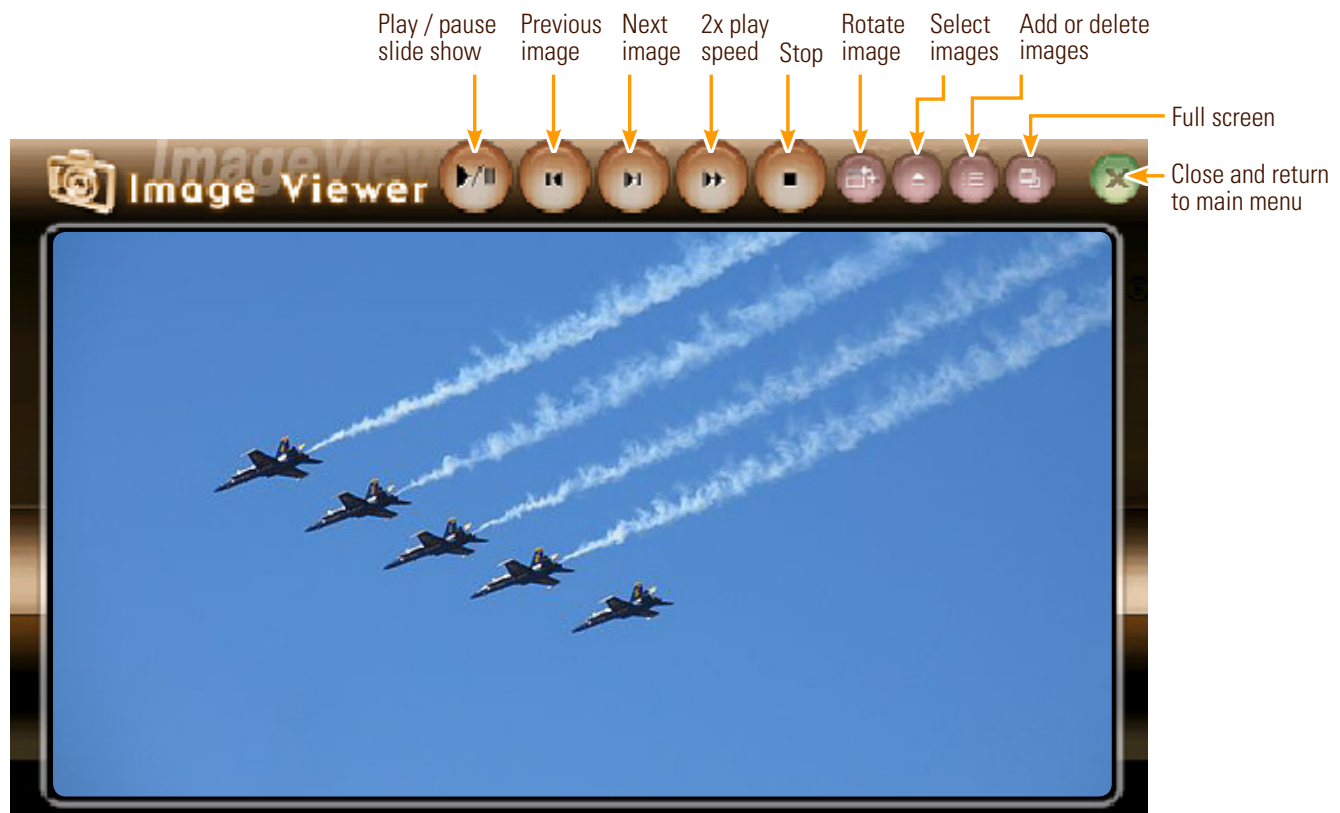 Play / pause
slide show
Previous
image
Next
image
2x play
speed
Stop
Rotate
image
Select
images
Add or delete
images
Full screen
Close and return
to main menu
ImageView
Image Viewer